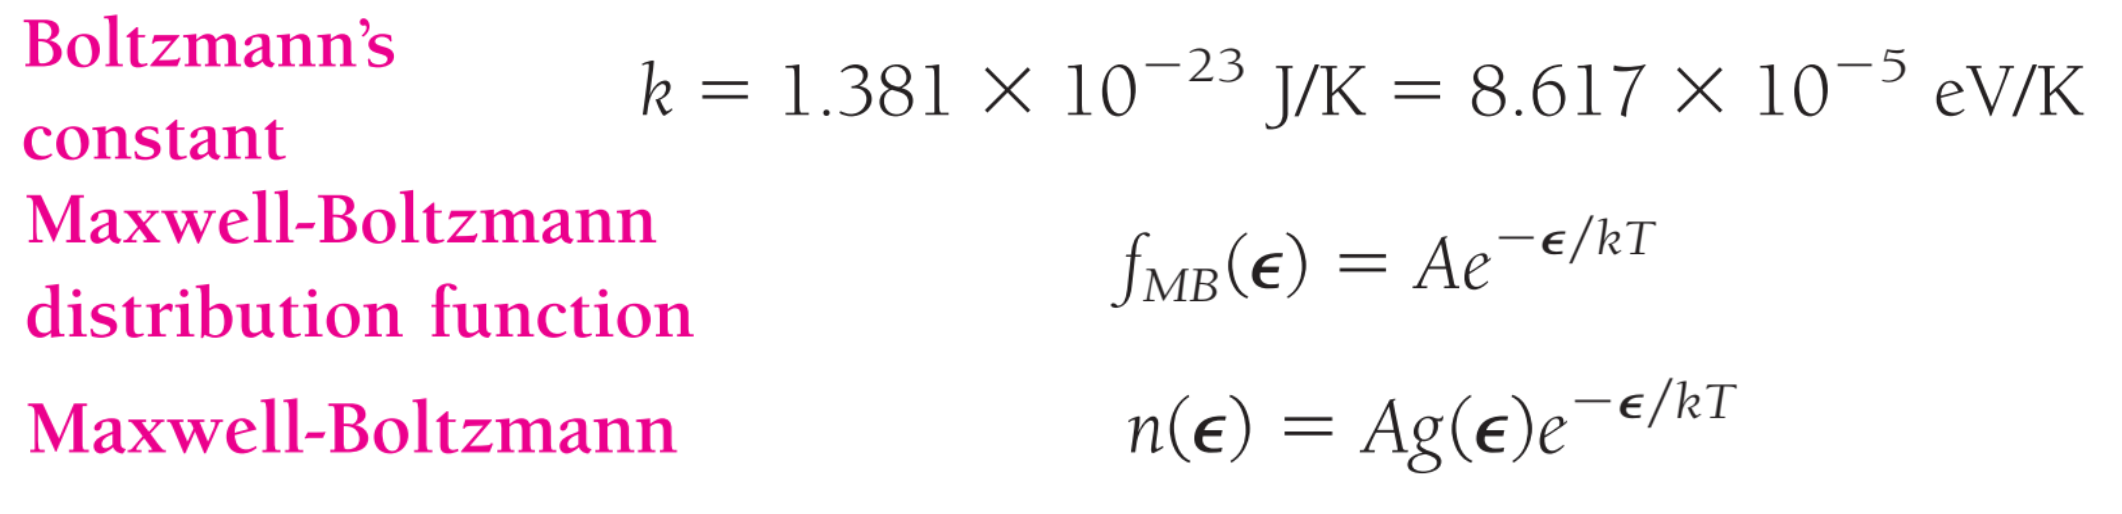 Boltzmann's
constant
k = 1.381 × 10⁻²³ J/K = 8.617 × 10⁻⁵ eV/K
Maxwell-Boltzmann
distribution function
f_MB(ϵ) = Ae^(−ϵ/kT)
Maxwell-Boltzmann
n(ϵ) = Ag(ϵ)e^(−ϵ/kT)